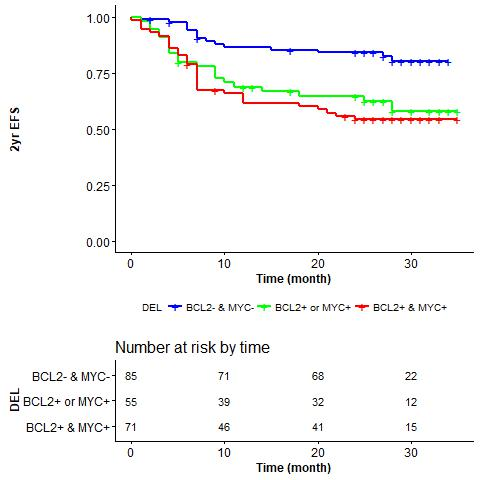 2yr EFS
1.00
0.75
0.50
0.25
0.00
0 10 20 30
Time (month)
DEL BCL2- & MYC- BCL2+ or MYC+ BCL2+ & MYC+
Number at risk by time
DEL
BCL2- & MYC- 85 71 68 22
BCL2+ or MYC+ 55 39 32 12
BCL2+ & MYC+ 71 46 41 15
0 10 20 30
Time (month)